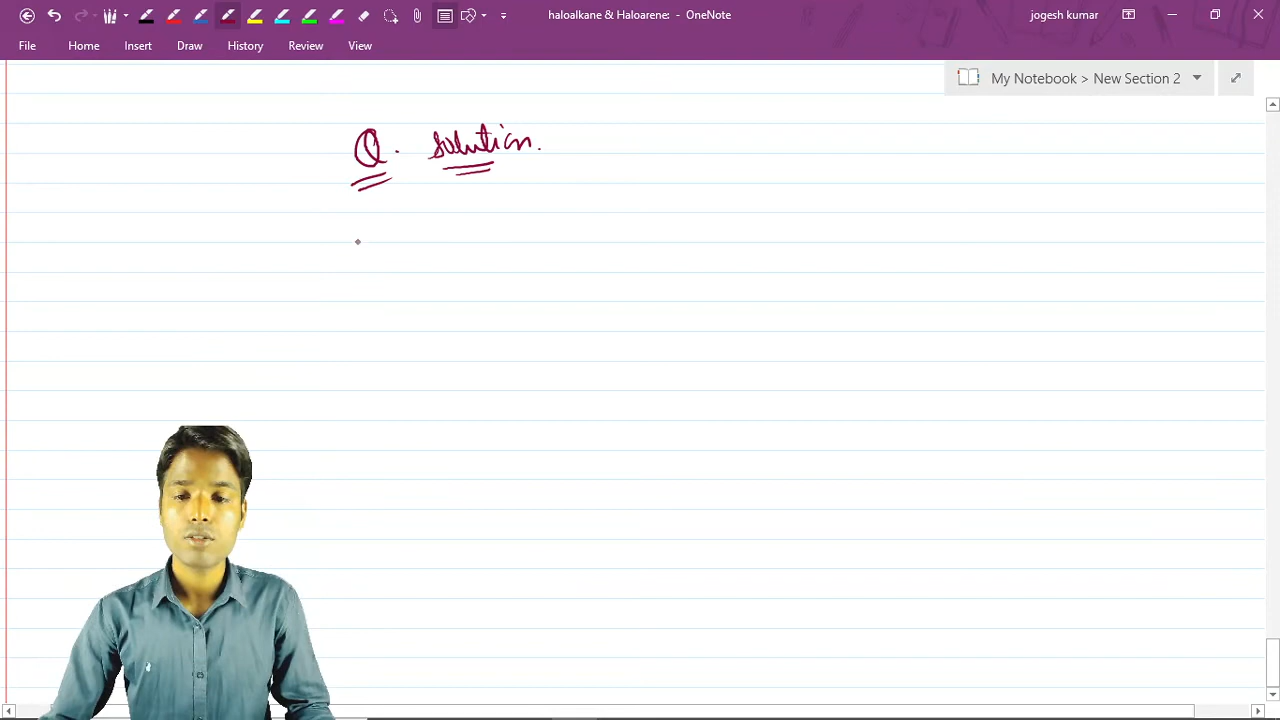 haloalkane & Haloarene: - OneNote
jogesh kumar
File Home Insert Draw History Review View
My Notebook > New Section 2
Q. Solution.